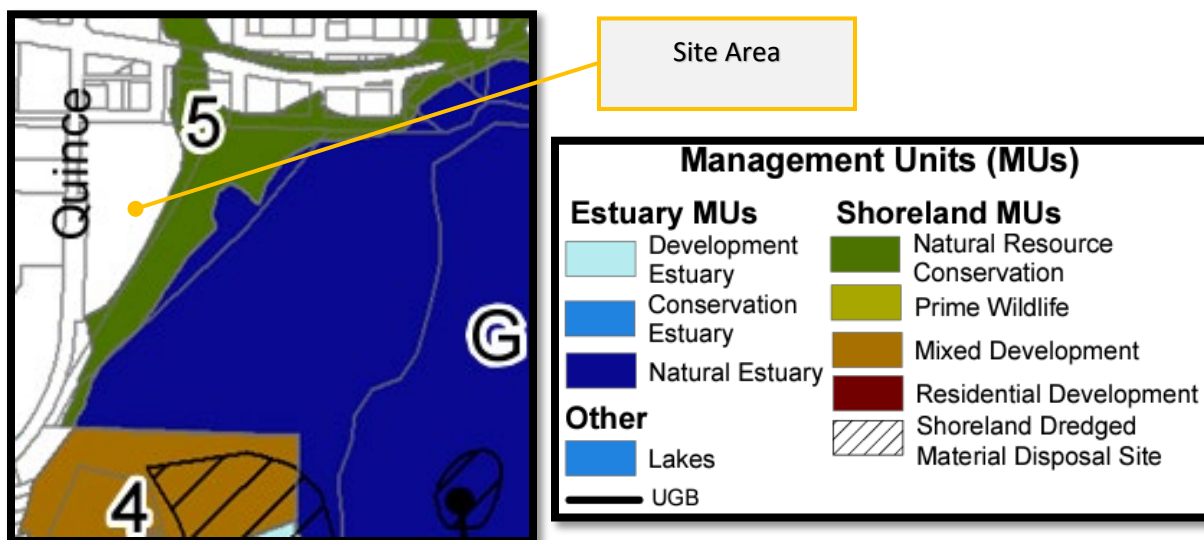 Site Area
5
Quince
G
4
Management Units (MUs)
Estuary MUs
Development
Estuary
Conservation
Estuary
Natural Estuary
Other
Lakes
UGB
Shoreland MUs
Natural Resource
Conservation
Prime Wildlife
Mixed Development
Residential Development
Shoreland Dredged
Material Disposal Site